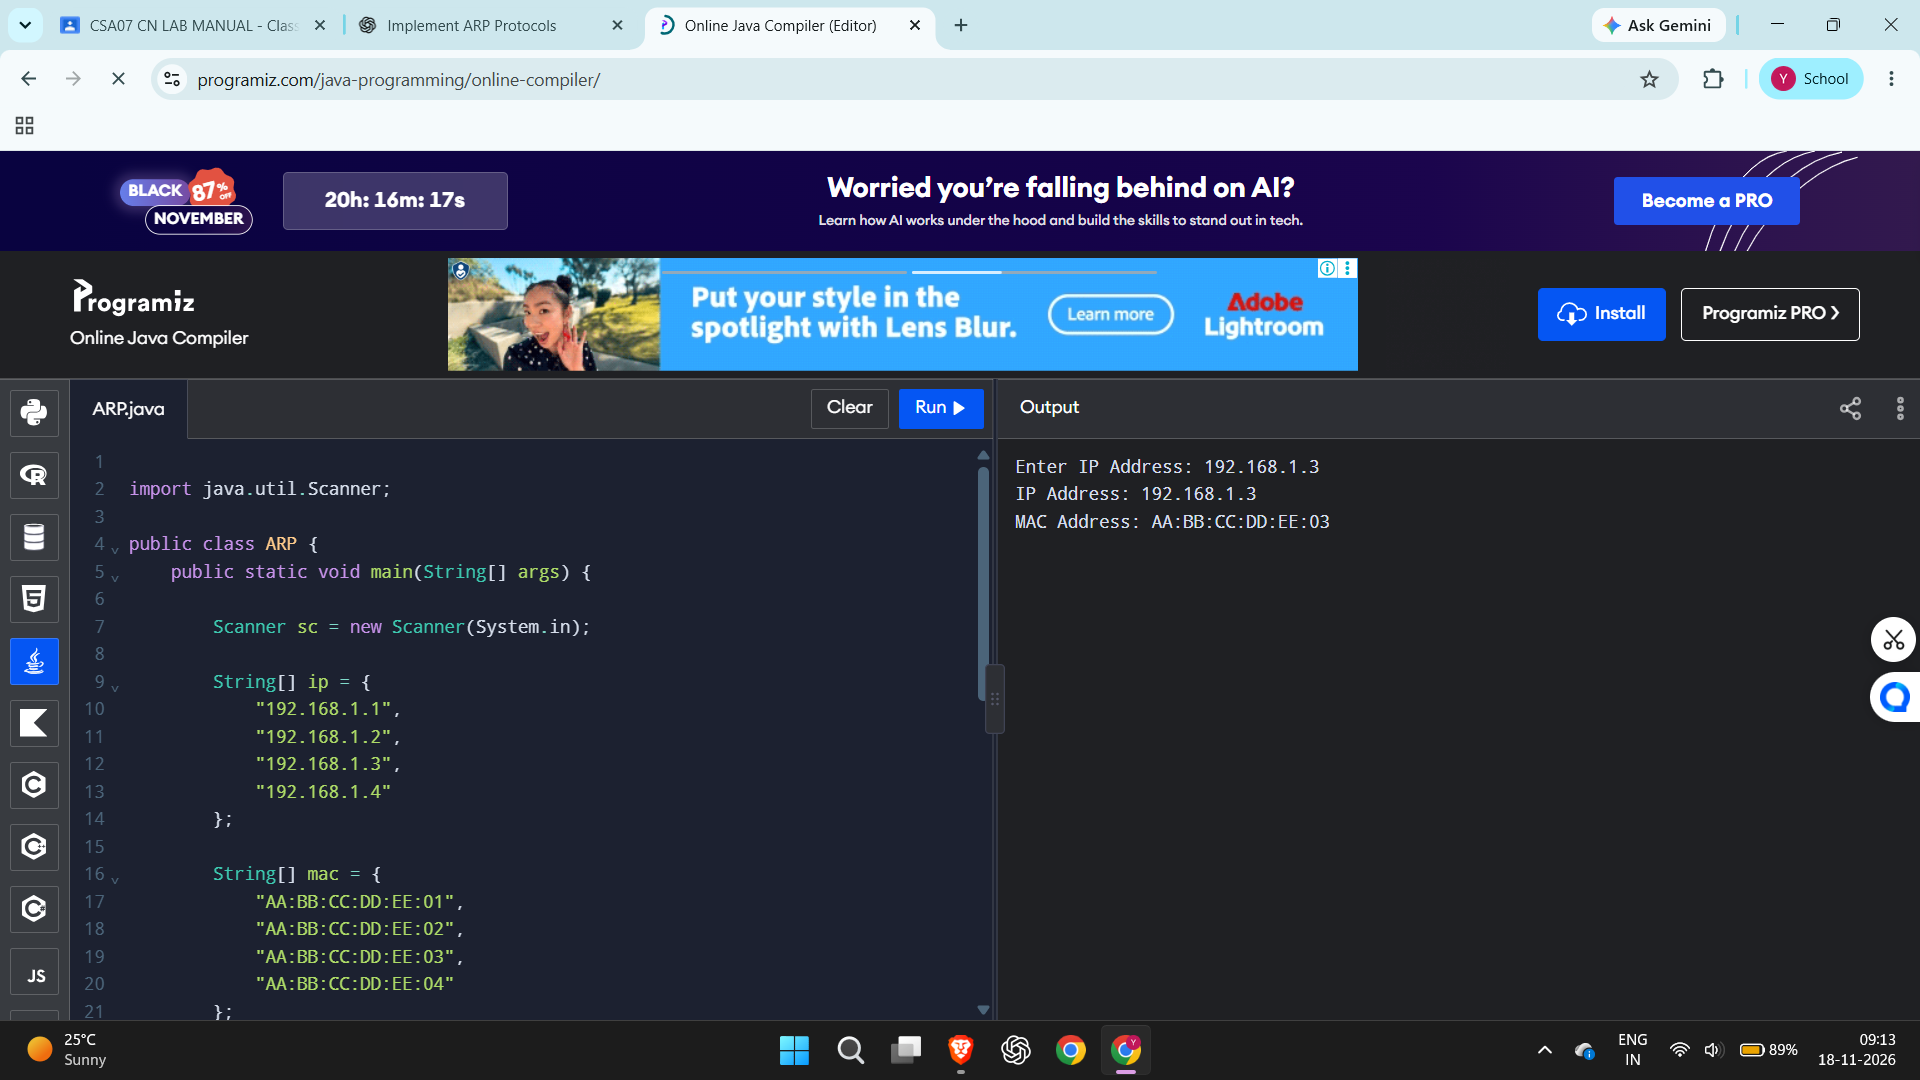 CSA07 CN LAB MANUAL - Clas
Implement ARP Protocols
Online Java Compiler (Editor)
Ask Gemini
programiz.com/java-programming/online-compiler/
Y School
BLACK 87% OFF
NOVEMBER
20h: 16m: 17s
Worried you're falling behind on AI?
Learn how AI works under the hood and build the skills to stand out in tech.
Become a PRO
Programiz
Online Java Compiler
Put your style in the
spotlight with Lens Blur.
Learn more
Adobe
Lightroom
Install
Programiz PRO >
ARP.java
Clear
Run
Output
1
2 import java.util.Scanner;
3
4 public class ARP {
5 public static void main(String[] args) {
6
7 Scanner sc = new Scanner(System.in);
8
9 String[] ip = {
10 "192.168.1.1",
11 "192.168.1.2",
12 "192.168.1.3",
13 "192.168.1.4"
14 };
15
16 String[] mac = {
17 "AA:BB:CC:DD:EE:01",
18 "AA:BB:CC:DD:EE:02",
19 "AA:BB:CC:DD:EE:03",
20 "AA:BB:CC:DD:EE:04"
21 };
Enter IP Address: 192.168.1.3
IP Address: 192.168.1.3
MAC Address: AA:BB:CC:DD:EE:03
JS
25°C
Sunny
ENG
IN
89%
09:13
18-11-2026